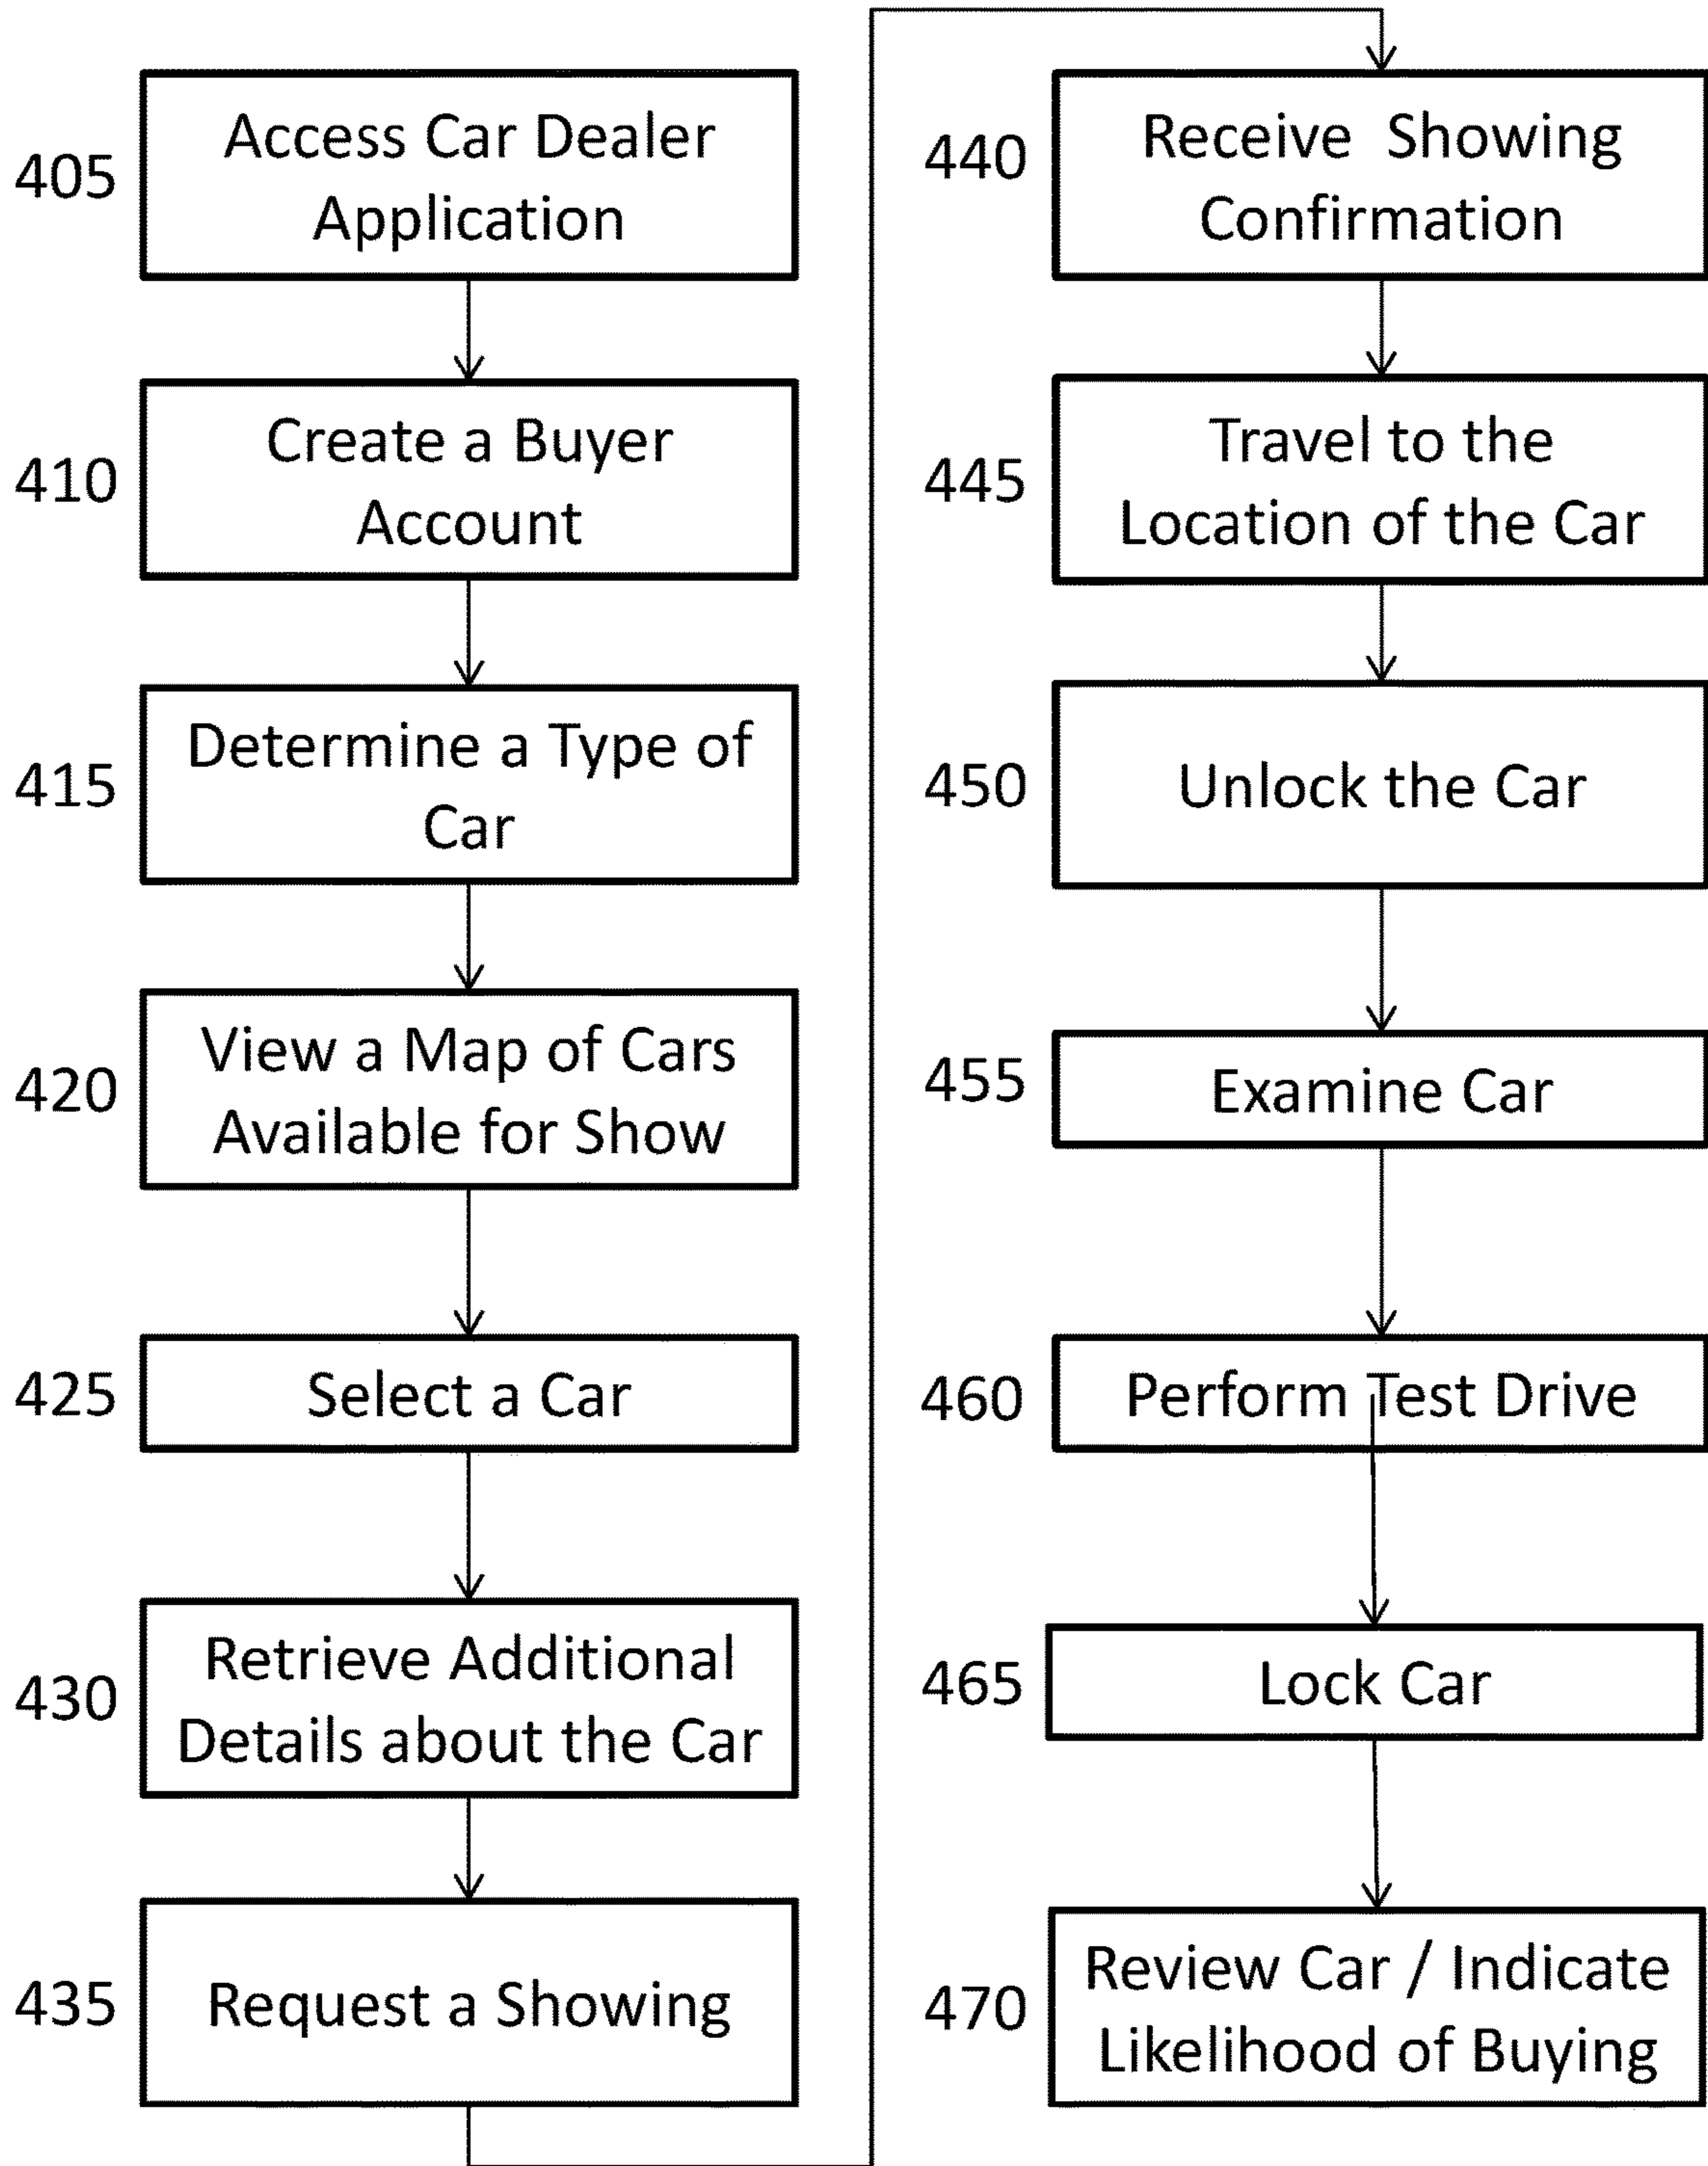 405
Access Car Dealer
Application
410
Create a Buyer
Account
415
Determine a Type of
Car
420
View a Map of Cars
Available for Show
425
Select a Car
430
Retrieve Additional
Details about the Car
435
Request a Showing
440
Receive Showing
Confirmation
445
Travel to the
Location of the Car
450
Unlock the Car
455
Examine Car
460
Perform Test Drive
465
Lock Car
470
Review Car / Indicate
Likelihood of Buying